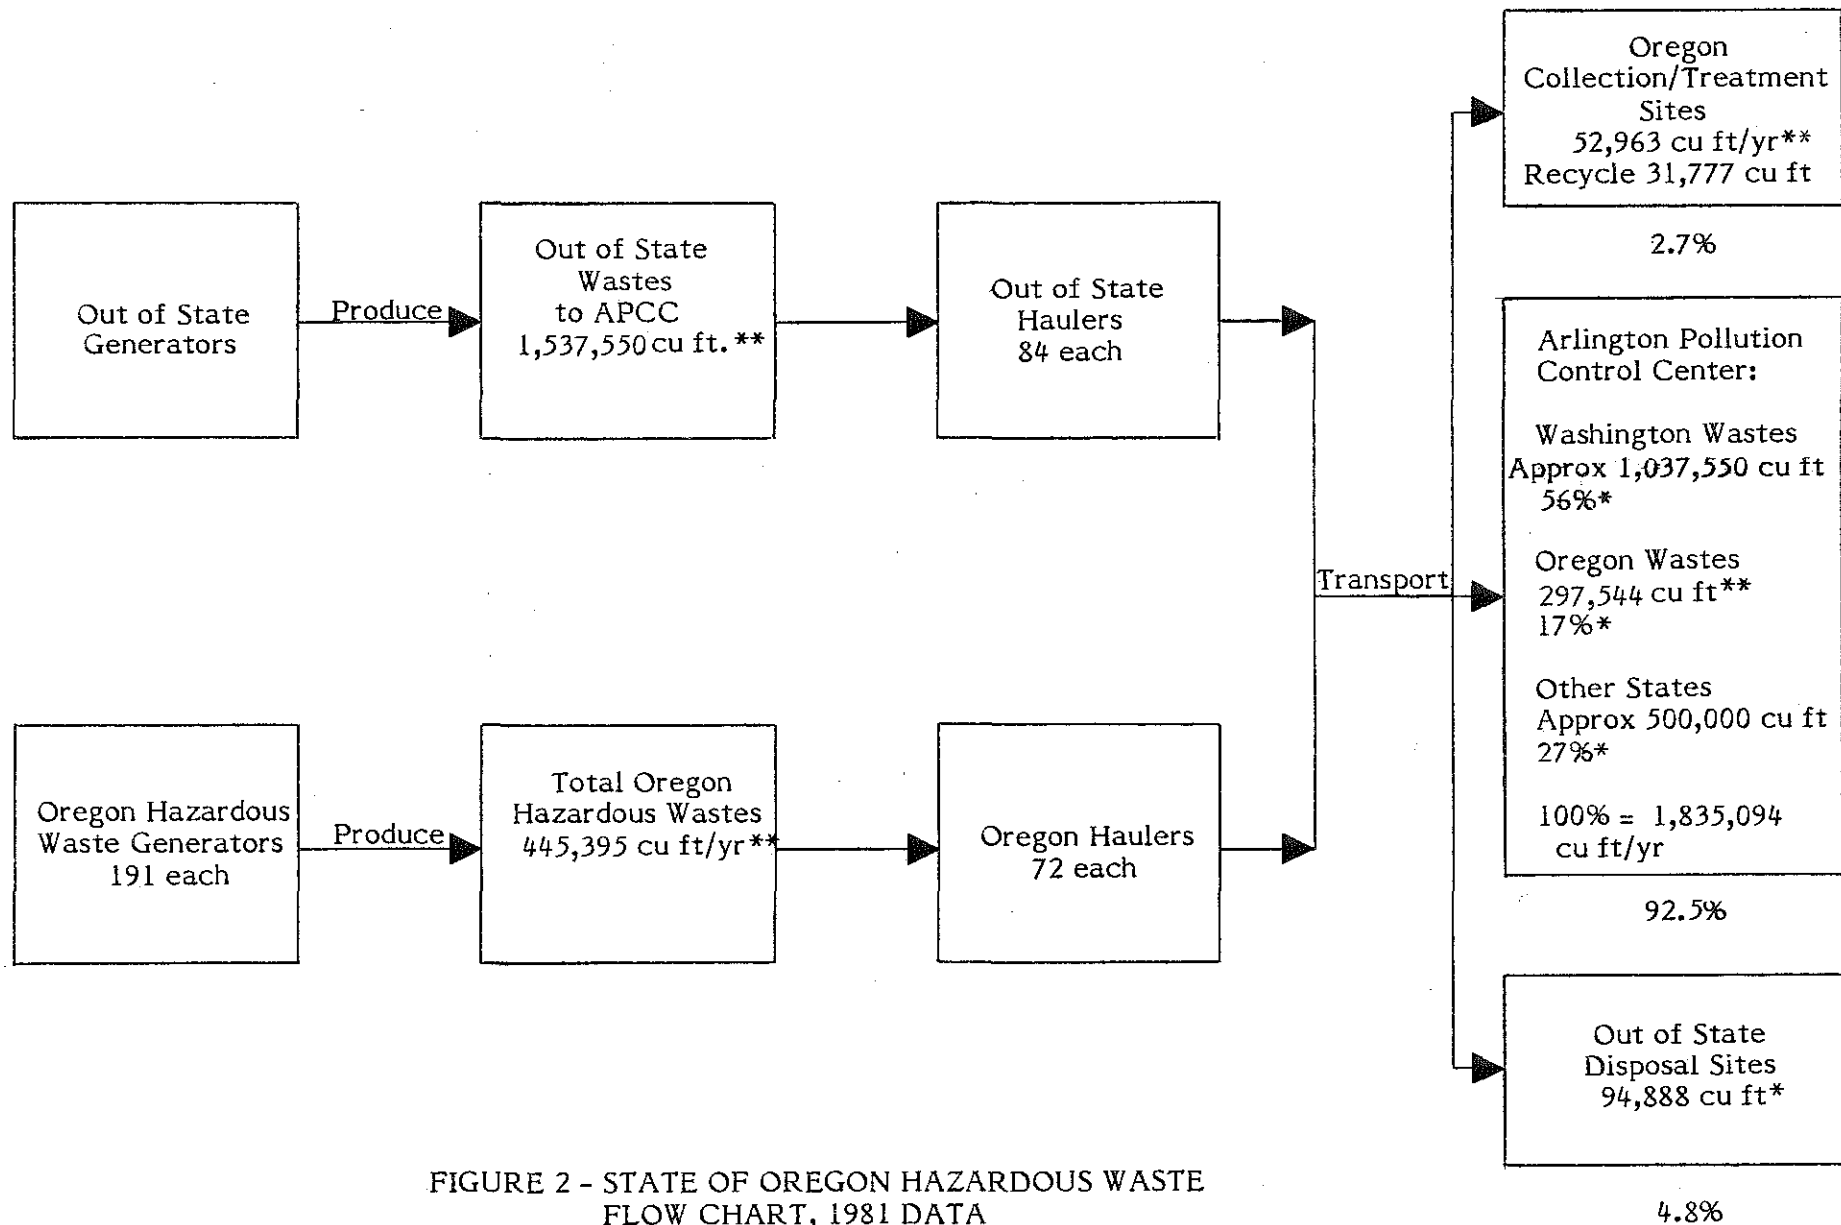 Out of State
Generators
Produce
Out of State
Wastes
to APCC
1,537,550 cu ft. **
Out of State
Haulers
84 each
Oregon Hazardous
Waste Generators
191 each
Produce
Total Oregon
Hazardous Wastes
445,395 cu ft/yr**
Oregon Haulers
72 each
Transport
Oregon
Collection/Treatment
Sites
52,963 cu ft/yr**
Recycle 31,777 cu ft
2.7%
Arlington Pollution
Control Center:
Washington Wastes
Approx 1,037,550 cu ft
56%*
Oregon Wastes
297,544 cu ft**
17%*
Other States
Approx 500,000 cu ft
27%*
100% = 1,835,094
cu ft/yr
92.5%
Out of State
Disposal Sites
94,888 cu ft*
4.8%
FIGURE 2 - STATE OF OREGON HAZARDOUS WASTE
FLOW CHART, 1981 DATA